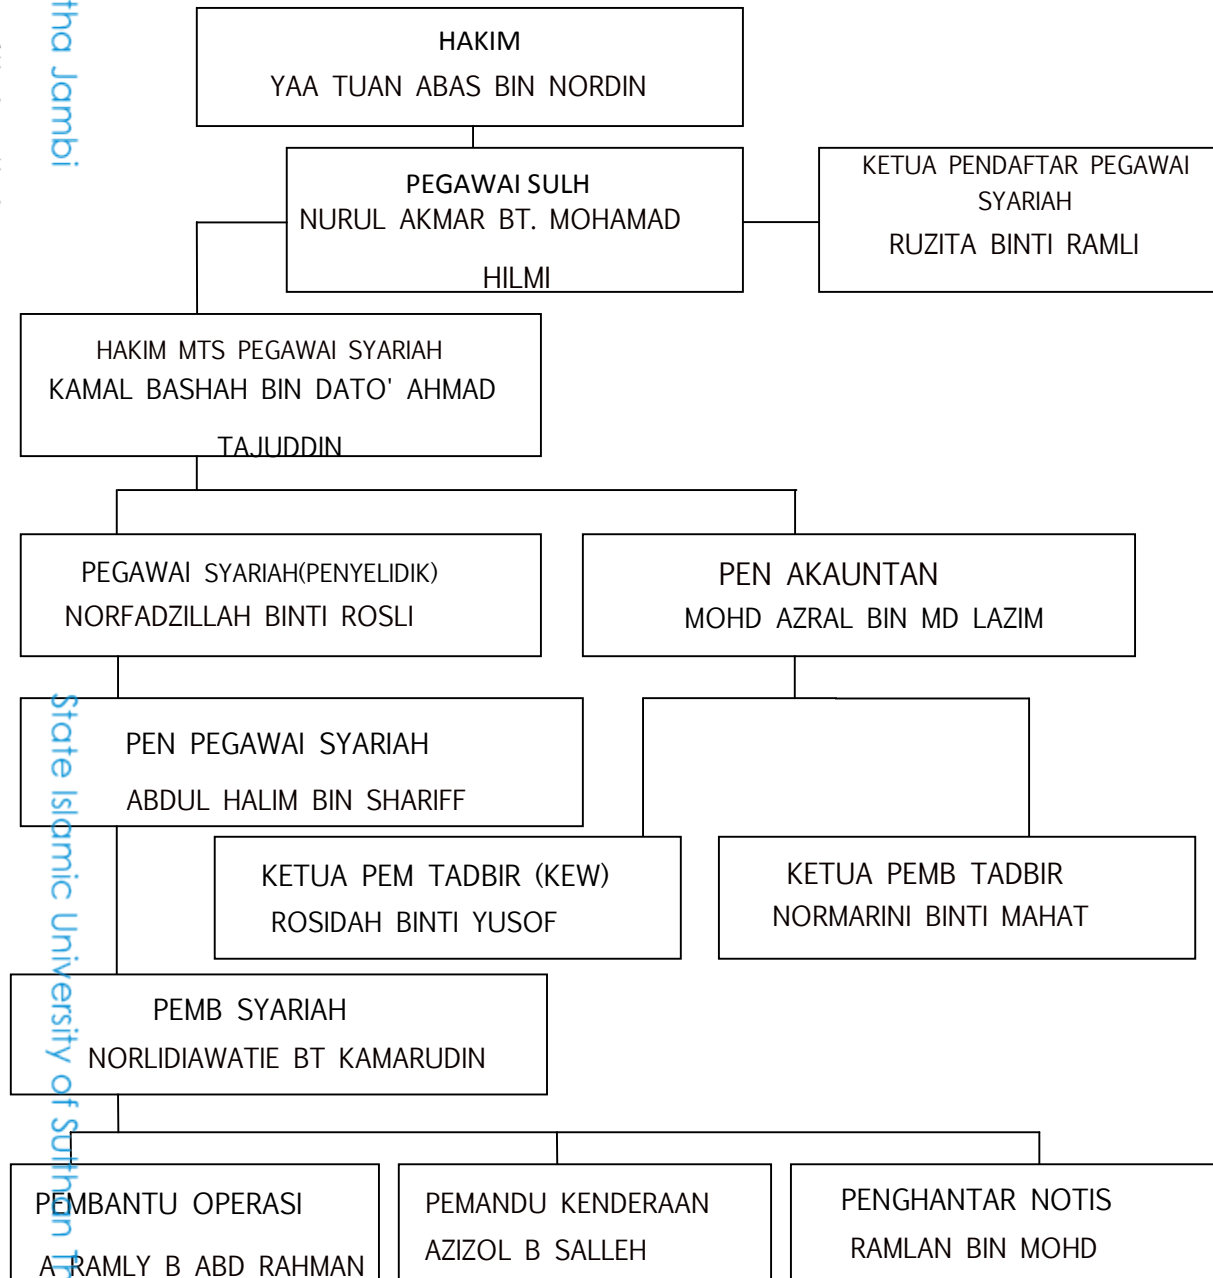 HAKIM
YAA TUAN ABAS BIN NORDIN
PEGAWAI SULH
NURUL AKMAR BT. MOHAMAD
HILMI
KETUA PENDAFTAR PEGAWAI
SYARIAH
RUZITA BINTI RAMLI
HAKIM MTS PEGAWAI SYARIAH
KAMAL BASHAH BIN DATO' AHMAD
TAJUDDIN
PEGAWAI SYARIAH(PENYELIDIK)
NORFADZILLAH BINTI ROSLI
PEN AKAUNTAN
MOHD AZRAL BIN MD LAZIM
PEN PEGAWAI SYARIAH
ABDUL HALIM BIN SHARIFF
KETUA PEM TADBIR (KEW)
ROSIDAH BINTI YUSOF
KETUA PEMB TADBIR
NORMARINI BINTI MAHAT
PEMB SYARIAH
NORLIDIAWATIE BT KAMARUDIN
PEMBANTU OPERASI
A RAMLY B ABD RAHMAN
PEMANDU KENDERAAN
AZIZOL B SALLEH
PENGHANTAR NOTIS
RAMLAN BIN MOHD
tha Jambi
State Islamic University of Sulthan Th